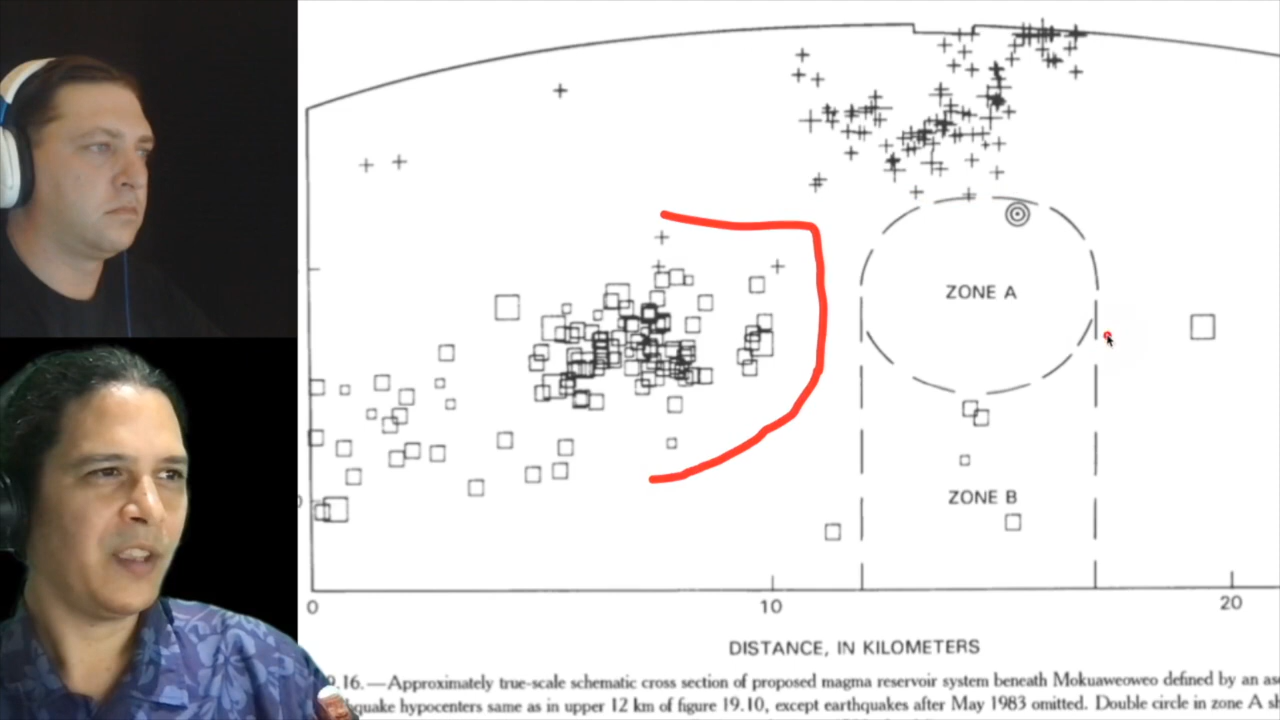 ZONE A
ZONE B
0
10
20
DISTANCE, IN KILOMETERS
.16.—Approximately true-scale schematic cross section of proposed magma reservoir system beneath Mokuaweoweo defined by an
quake hypocenters same as in upper 12 km of figure 19.10, except earthquakes after May 1983 omitted. Double circle in zone A